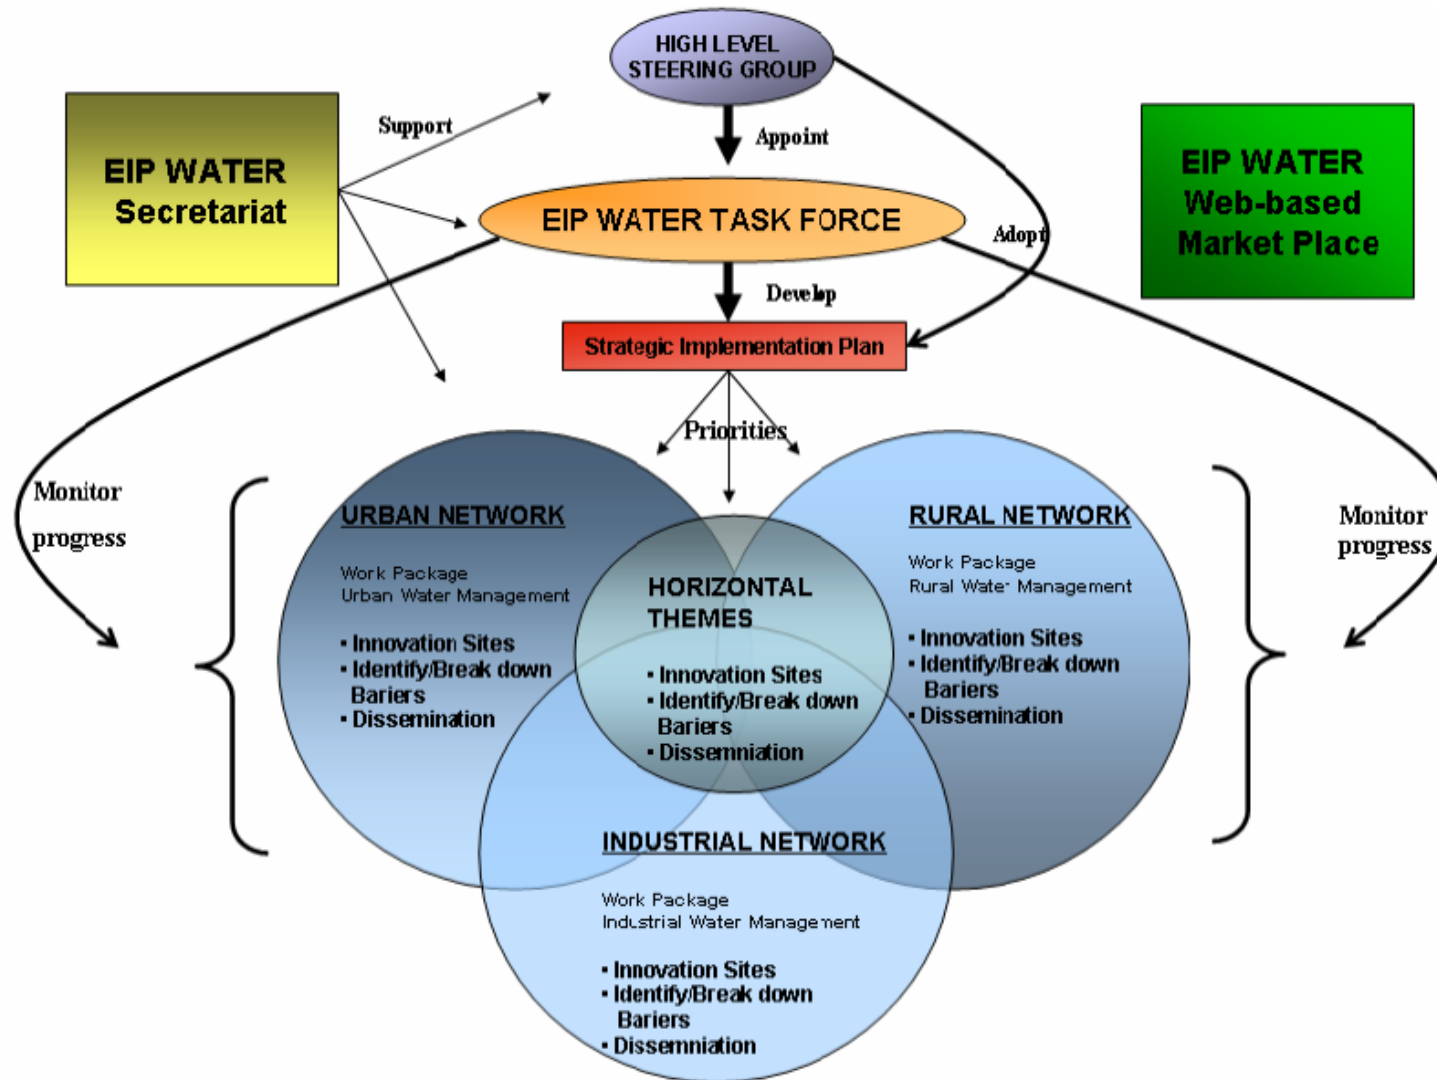 HIGH LEVEL
STEERING GROUP
Support
Appoint
EIP WATER
Secretariat
EIP WATER
Web-based
Market Place
EIP WATER TASK FORCE
Adopt
Develop
Strategic Implementation Plan
Priorities
Monitor
progress
Monitor
progress
URBAN NETWORK
Work Package
Urban Water Management
▪ Innovation Sites
▪ Identify/Break down
Bariers
▪ Dissemination
HORIZONTAL
THEMES
▪ Innovation Sites
▪ Identify/Break down
Bariers
▪ Dissemniation
RURAL NETWORK
Work Package
Rural Water Management
▪ Innovation Sites
▪ Identify/Break down
Bariers
▪ Dissemination
INDUSTRIAL NETWORK
Work Package
Industrial Water Management
▪ Innovation Sites
▪ Identify/Break down
Bariers
▪ Dissemniation